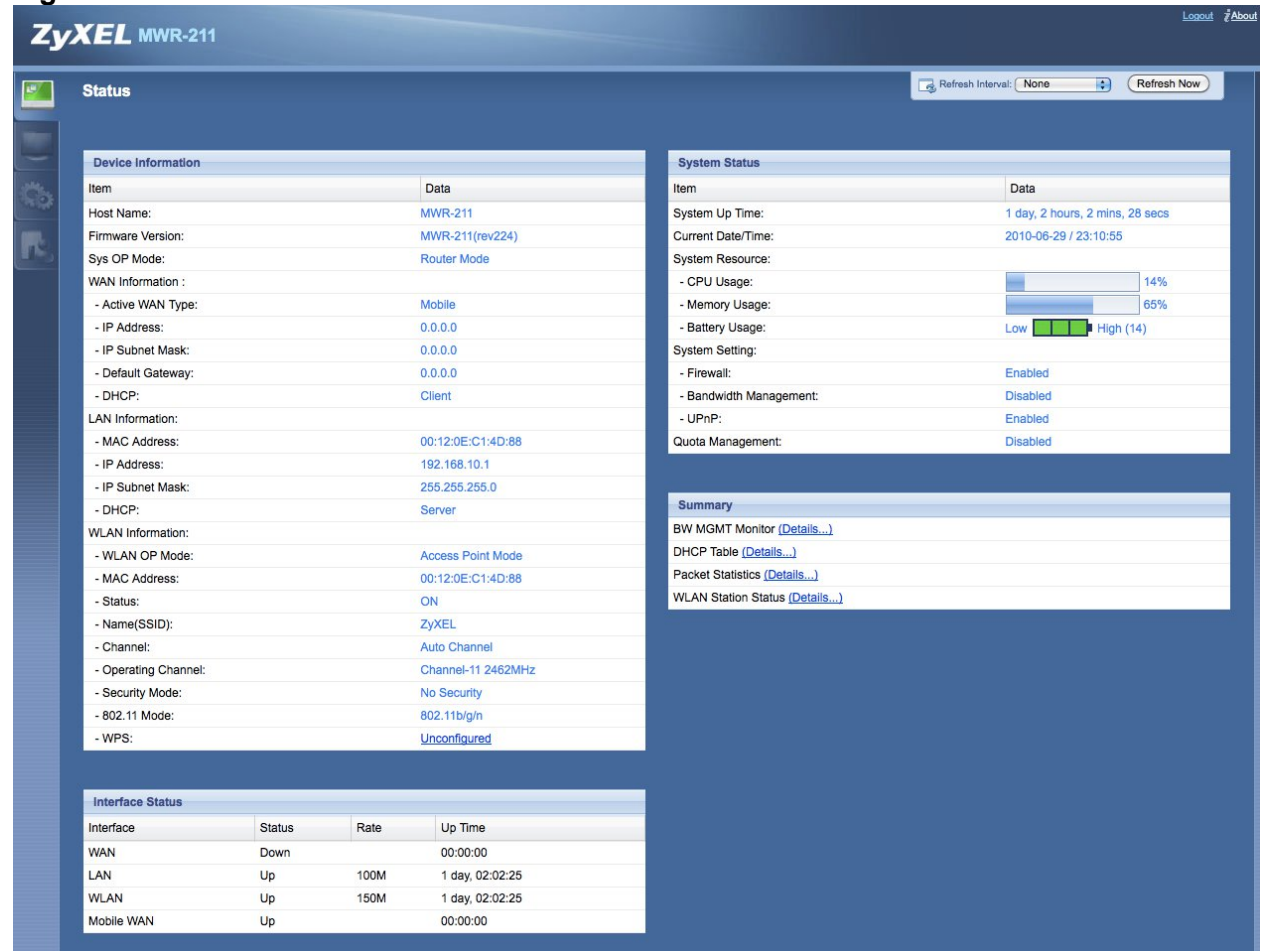 ZyXEL MWR-211
Logout About
Status
Refresh Interval: None Refresh Now
Device Information
Item Data
Host Name: MWR-211
Firmware Version: MWR-211(rev224)
Sys OP Mode: Router Mode
WAN Information :
- Active WAN Type: Mobile
- IP Address: 0.0.0.0
- IP Subnet Mask: 0.0.0.0
- Default Gateway: 0.0.0.0
- DHCP: Client
LAN Information:
- MAC Address: 00:12:0E:C1:4D:88
- IP Address: 192.168.10.1
- IP Subnet Mask: 255.255.255.0
- DHCP: Server
WLAN Information:
- WLAN OP Mode: Access Point Mode
- MAC Address: 00:12:0E:C1:4D:88
- Status: ON
- Name(SSID): ZyXEL
- Channel: Auto Channel
- Operating Channel: Channel-11 2462MHz
- Security Mode: No Security
- 802.11 Mode: 802.11b/g/n
- WPS: Unconfigured
Interface Status
Interface Status Rate Up Time
WAN Down 00:00:00
LAN Up 100M 1 day, 02:02:25
WLAN Up 150M 1 day, 02:02:25
Mobile WAN Up 00:00:00
System Status
Item Data
System Up Time: 1 day, 2 hours, 2 mins, 28 secs
Current Date/Time: 2010-06-29 / 23:10:55
System Resource:
- CPU Usage: 14%
- Memory Usage: 65%
- Battery Usage: Low High (14)
System Setting:
- Firewall: Enabled
- Bandwidth Management: Disabled
- UPnP: Enabled
Quota Management: Disabled
Summary
BW MGMT Monitor (Details...)
DHCP Table (Details...)
Packet Statistics (Details...)
WLAN Station Status (Details...)